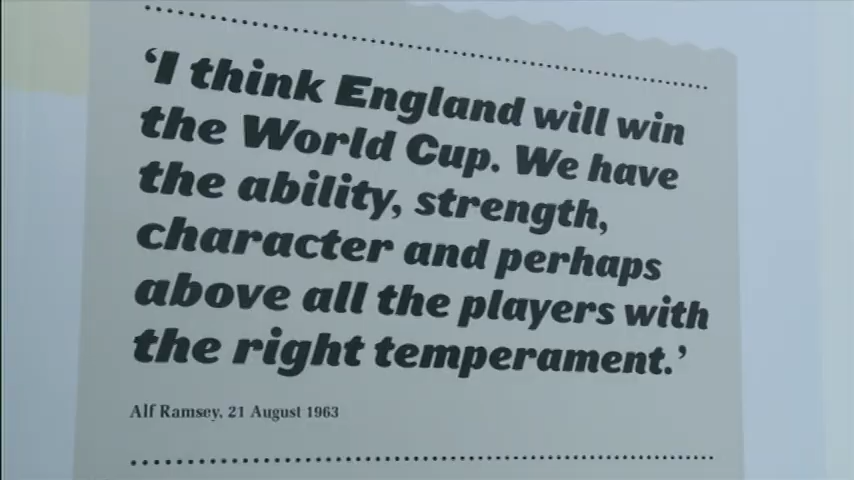 ‘I think England will win
the World Cup. We have
the ability, strength,
character and perhaps
above all the players with
the right temperament.’
Alf Ramsey, 21 August 1963